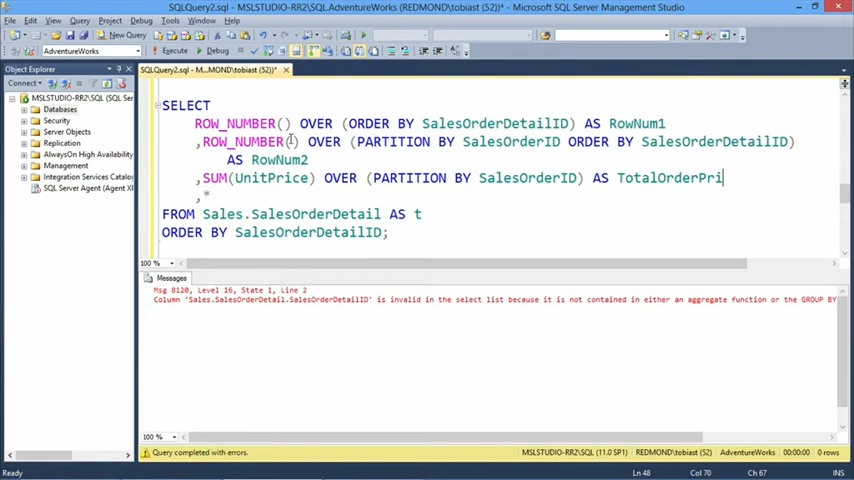 SQLQuery2.sql - MSLSTUDIO-RR2\SQL.AdventureWorks (REDMOND\tobiast (52))* - Microsoft SQL Server Management Studio
File Edit View Query Project Debug Tools Window Help
New Query
AdventureWorks Execute Debug
Object Explorer
SQLQuery2.sql - M...MOND\tobiast (52))*
Connect
MSLSTUDIO-RR2\SQL (SQL Ser
Databases
Security
Server Objects
Replication
AlwaysOn High Availability
Management
Integration Services Catalog
SQL Server Agent (Agent XP
SELECT
ROW_NUMBER() OVER (ORDER BY SalesOrderDetailID) AS RowNum1
,ROW_NUMBER() OVER (PARTITION BY SalesOrderID ORDER BY SalesOrderDetailID)
AS RowNum2
,SUM(UnitPrice) OVER (PARTITION BY SalesOrderID) AS TotalOrderPri
,*
FROM Sales.SalesOrderDetail AS t
ORDER BY SalesOrderDetailID;
100 %
Messages
Msg 8120, Level 16, State 1, Line 2
Column 'Sales.SalesOrderDetail.SalesOrderDetailID' is invalid in the select list because it is not contained in either an aggregate function or the GROUP BY
100 %
Query completed with errors.
MSLSTUDIO-RR2\SQL (11.0 SP1) REDMOND\tobiast (52) AdventureWorks 00:00:00 0 rows
Ready Ln 48 Col 70 Ch 67 INS